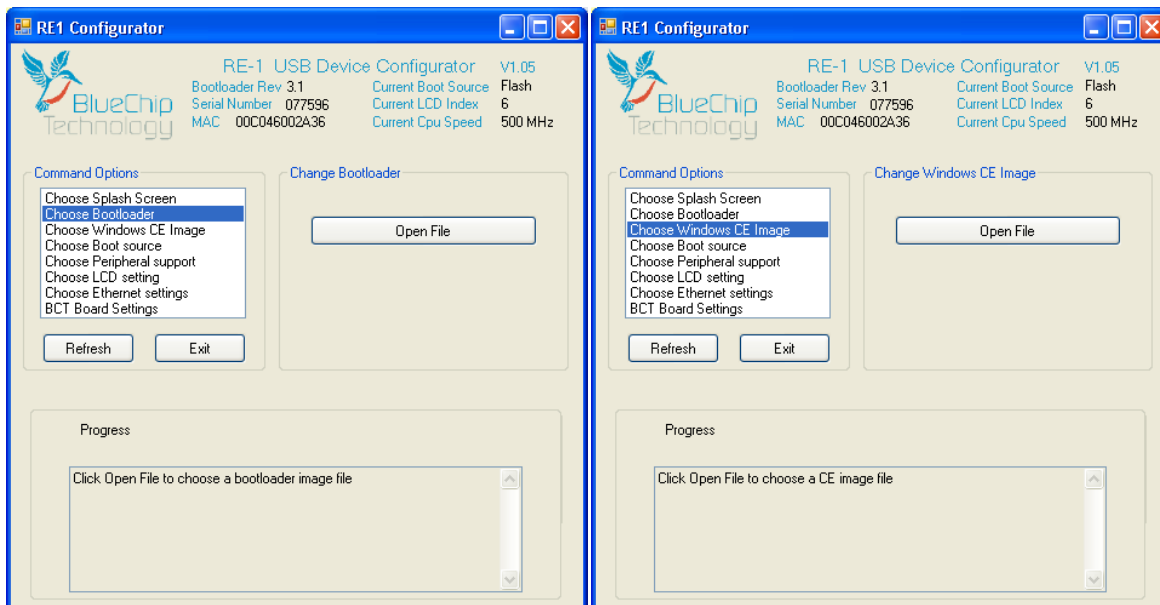 RE1 Configurator
RE-1 USB Device Configurator V1.05
BlueChip Technology
Bootloader Rev 3.1 Current Boot Source Flash
Serial Number 077596 Current LCD Index 6
MAC 00C046002A36 Current Cpu Speed 500 MHz
Command Options
Choose Splash Screen
Choose Bootloader
Choose Windows CE Image
Choose Boot source
Choose Peripheral support
Choose LCD setting
Choose Ethernet settings
BCT Board Settings
Refresh Exit
Change Bootloader
Open File
Progress
Click Open File to choose a bootloader image file
RE1 Configurator
RE-1 USB Device Configurator V1.05
BlueChip Technology
Bootloader Rev 3.1 Current Boot Source Flash
Serial Number 077596 Current LCD Index 6
MAC 00C046002A36 Current Cpu Speed 500 MHz
Command Options
Choose Splash Screen
Choose Bootloader
Choose Windows CE Image
Choose Boot source
Choose Peripheral support
Choose LCD setting
Choose Ethernet settings
BCT Board Settings
Refresh Exit
Change Windows CE Image
Open File
Progress
Click Open File to choose a CE image file